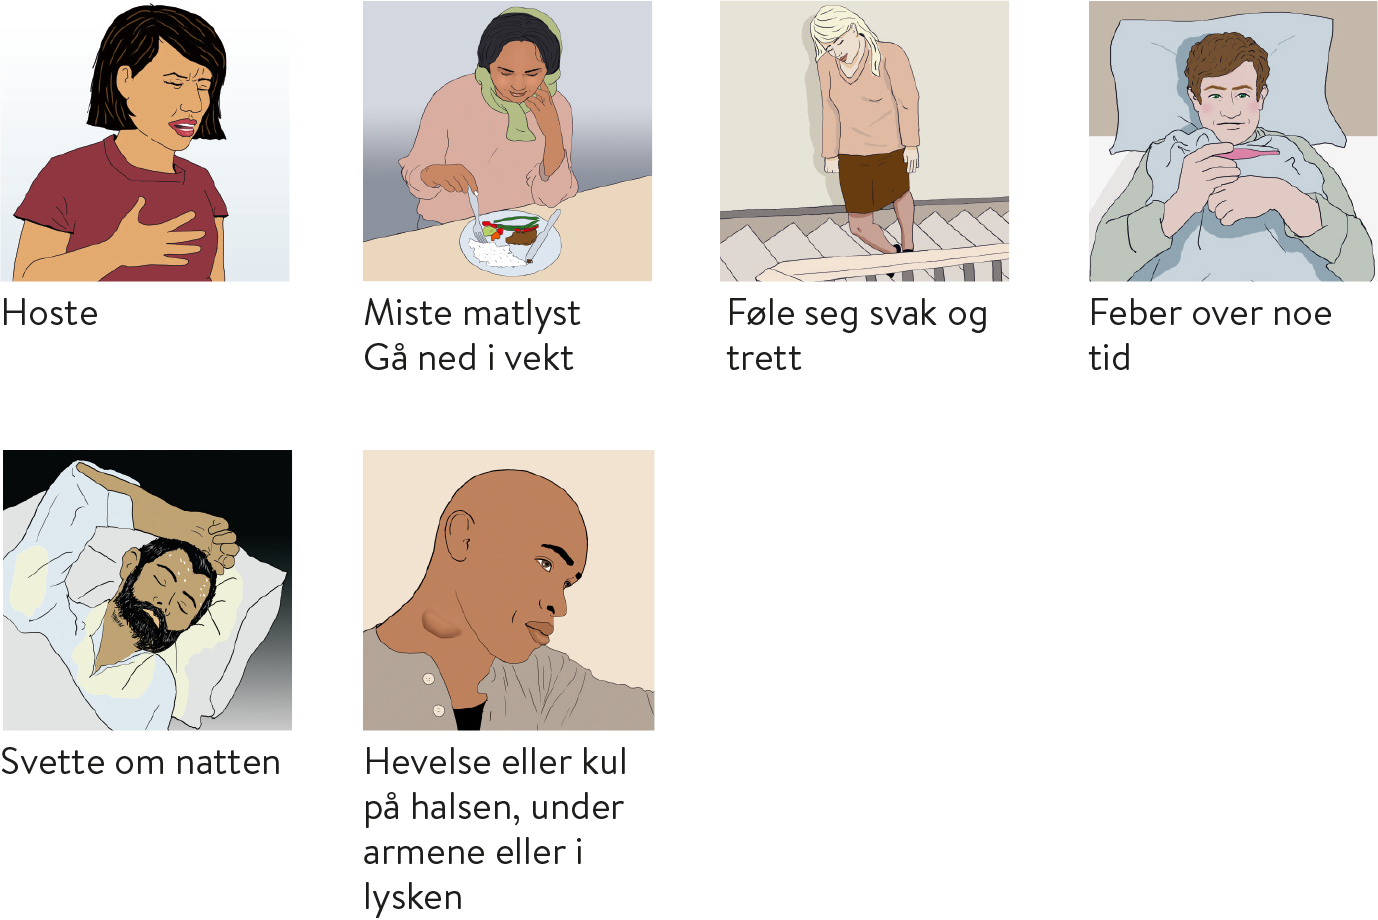 Hoste
Miste matlyst
Gå ned i vekt
Føle seg svak og
trett
Feber over noe
tid
Svette om natten
Hevelse eller kul
på halsen, under
armene eller i
lysken